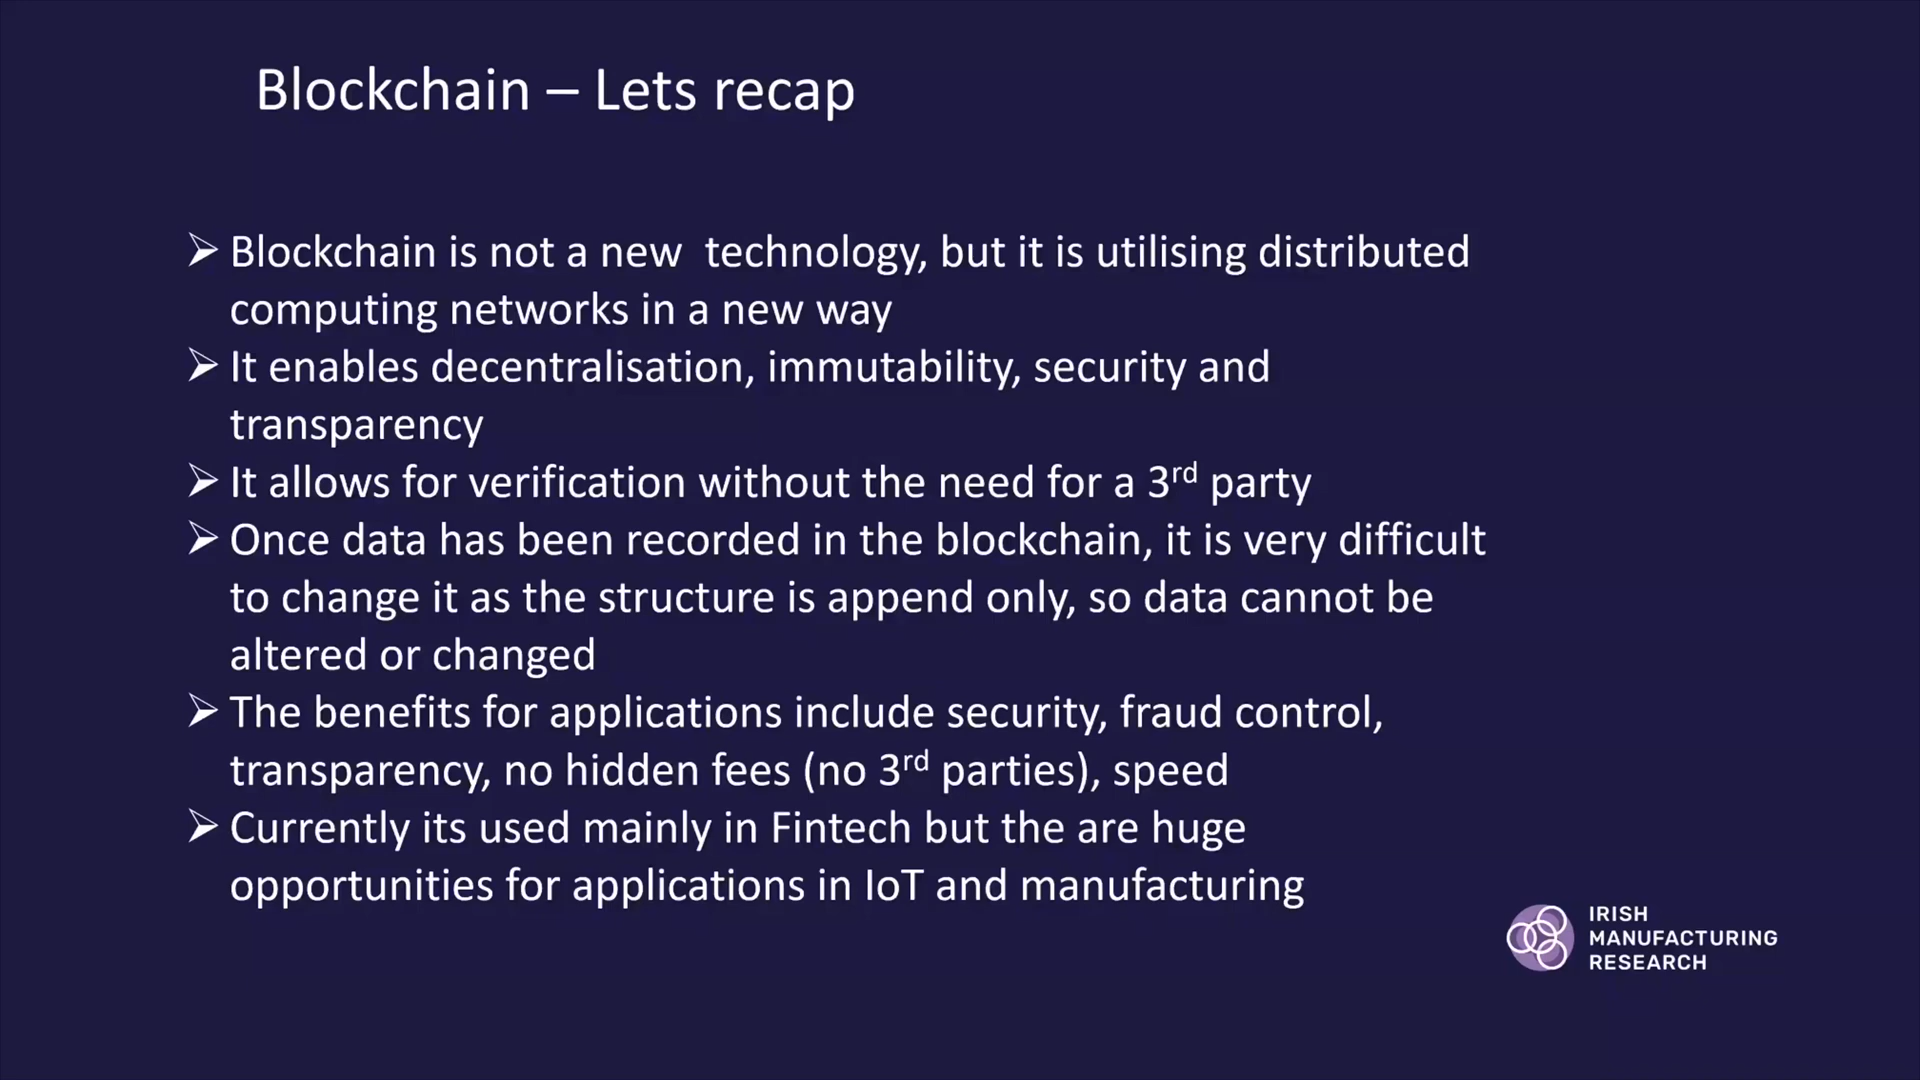 Blockchain – Lets recap
➢ Blockchain is not a new  technology, but it is utilising distributed
computing networks in a new way
➢ It enables decentralisation, immutability, security and
transparency
➢ It allows for verification without the need for a 3rd party
➢ Once data has been recorded in the blockchain, it is very difficult
to change it as the structure is append only, so data cannot be
altered or changed
➢ The benefits for applications include security, fraud control,
transparency, no hidden fees (no 3rd parties), speed
➢ Currently its used mainly in Fintech but the are huge
opportunities for applications in IoT and manufacturing
IRISH
MANUFACTURING
RESEARCH